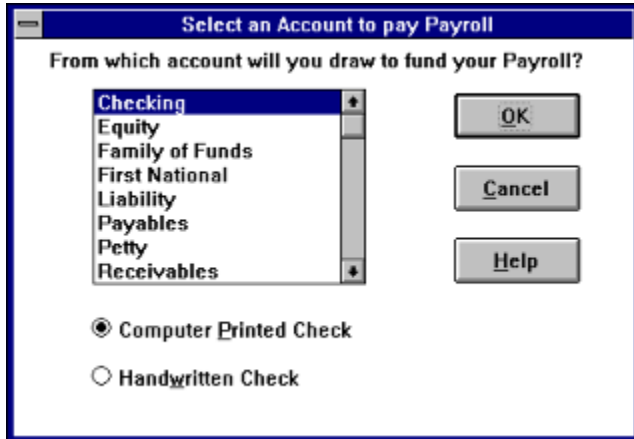 Select an Account to pay Payroll
From which account will you draw to fund your Payroll?
Checking
Equity
Family of Funds
First National
Liability
Payables
Petty
Receivables
OK
Cancel
Help
Computer Printed Check
Handwritten Check